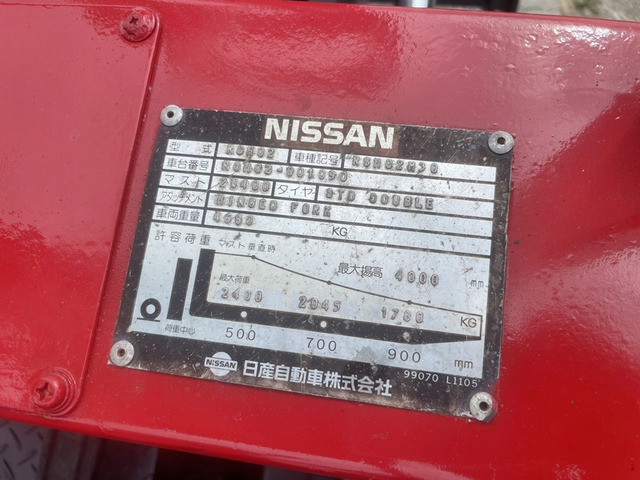 NISSAN
型式 車種記号
車台番号
マスト タイヤ STD DOUBLE
アタッチメント HINGED FORK
車両重量 KG
許容荷重 マスト垂直時 最大揚高 4000 mm
最大荷重
2400 2045 1780 KG
荷重中心 500 700 900 mm
NISSAN 日産自動車株式会社 99070 L1105